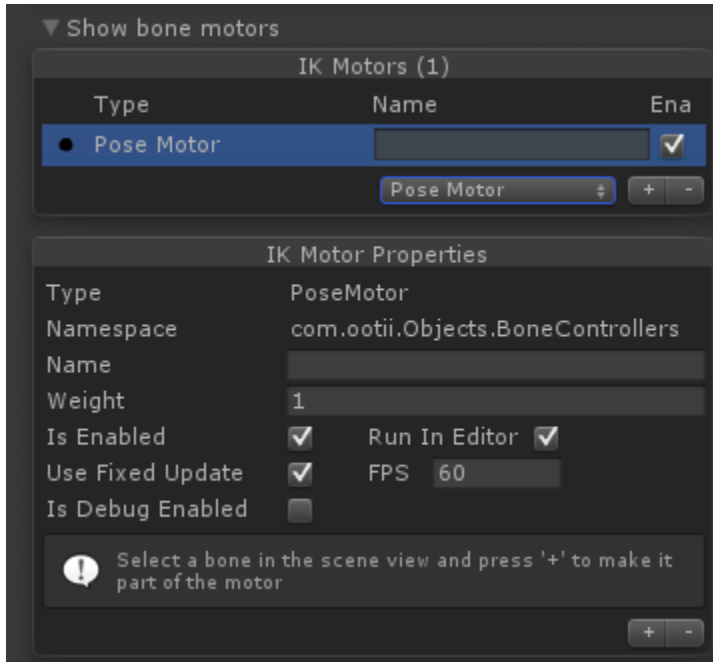 Show bone motors
IK Motors (1)
Type Name Ena
Pose Motor
Pose Motor + -
IK Motor Properties
Type PoseMotor
Namespace com.ootii.Objects.BoneControllers
Name
Weight 1
Is Enabled Run In Editor
Use Fixed Update FPS 60
Is Debug Enabled
Select a bone in the scene view and press '+' to make it
part of the motor
+ -